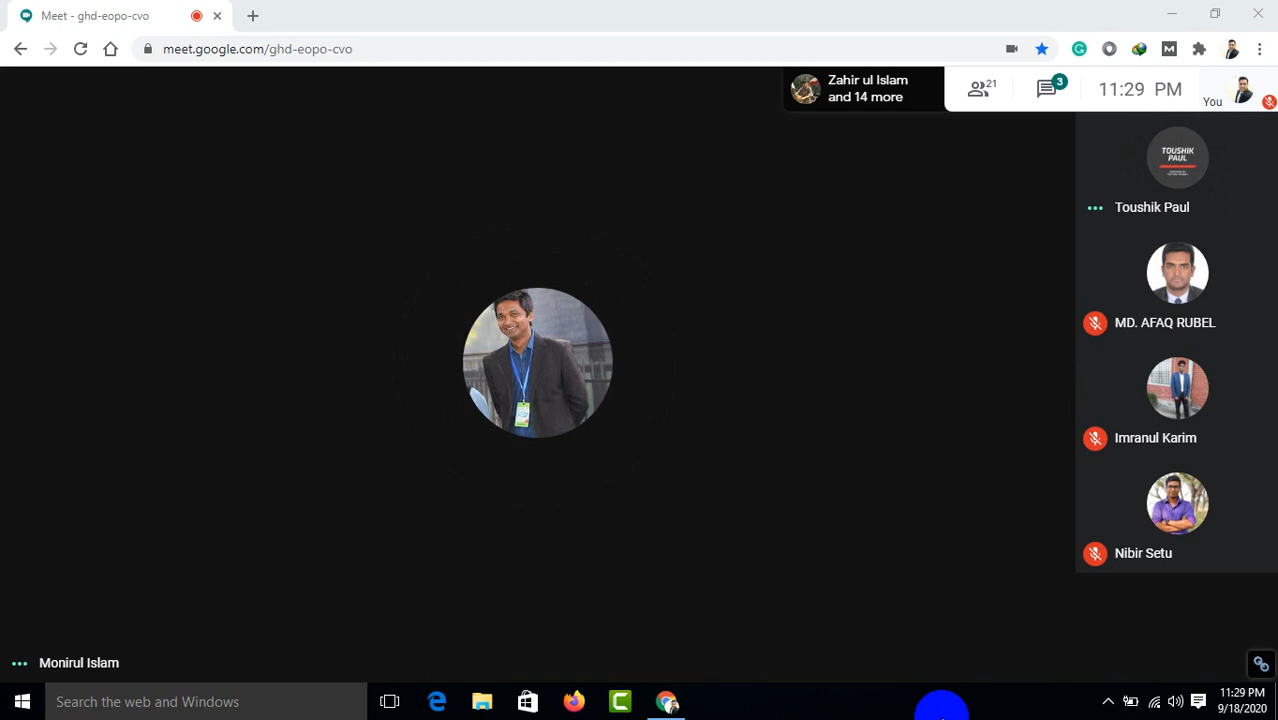 Meet - ghd-eopo-cvo
meet.google.com/ghd-eopo-cvo
Zahir ul Islam
and 14 more
21
3
11:29 PM
You
TOUSHIK
PAUL
Toushik Paul
MD. AFAQ RUBEL
Imranul Karim
Nibir Setu
Monirul Islam
Search the web and Windows
11:29 PM
9/18/2020